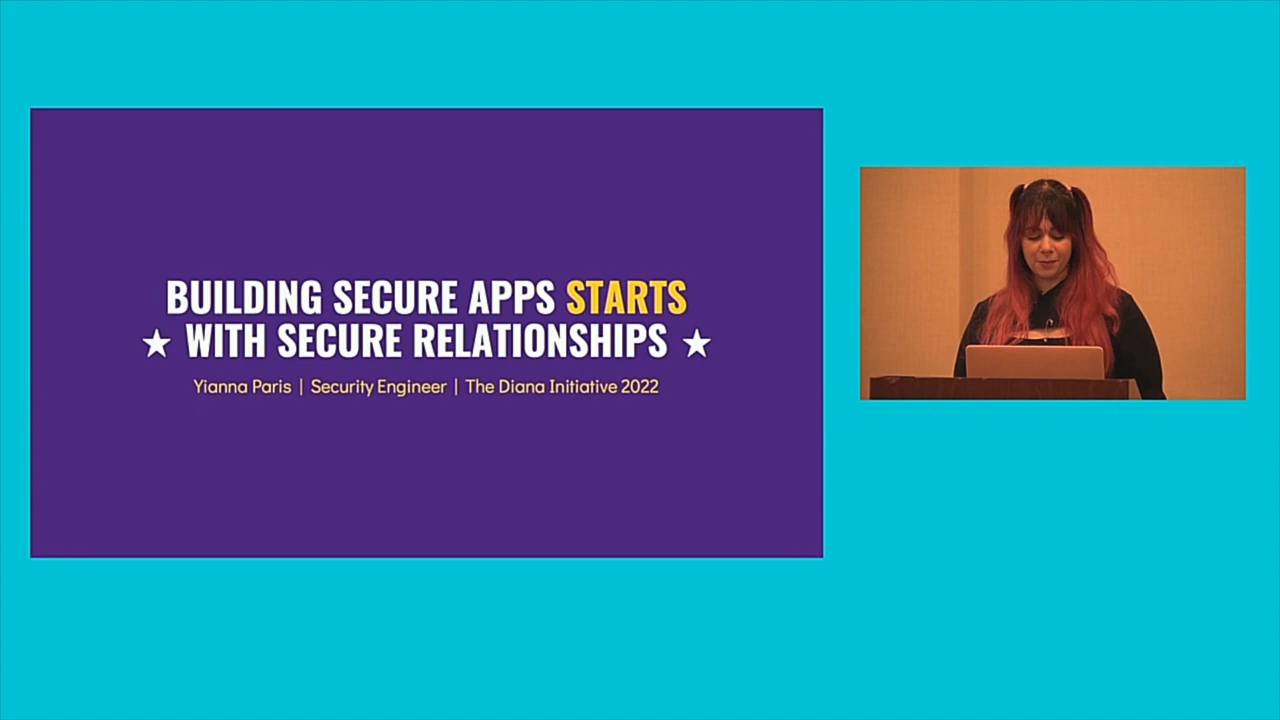 BUILDING SECURE APPS STARTS
★ WITH SECURE RELATIONSHIPS ★
Yianna Paris | Security Engineer | The Diana Initiative 2022